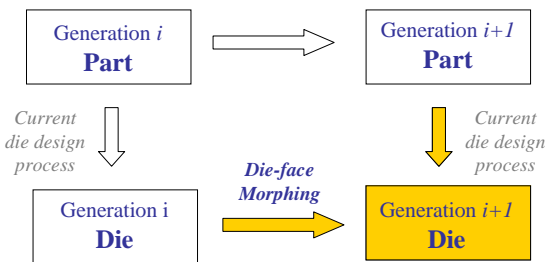 Generation i
Part
Generation i+1
Part
Current
die design
process
Current
die design
process
Die-face
Morphing
Generation i
Die
Generation i+1
Die